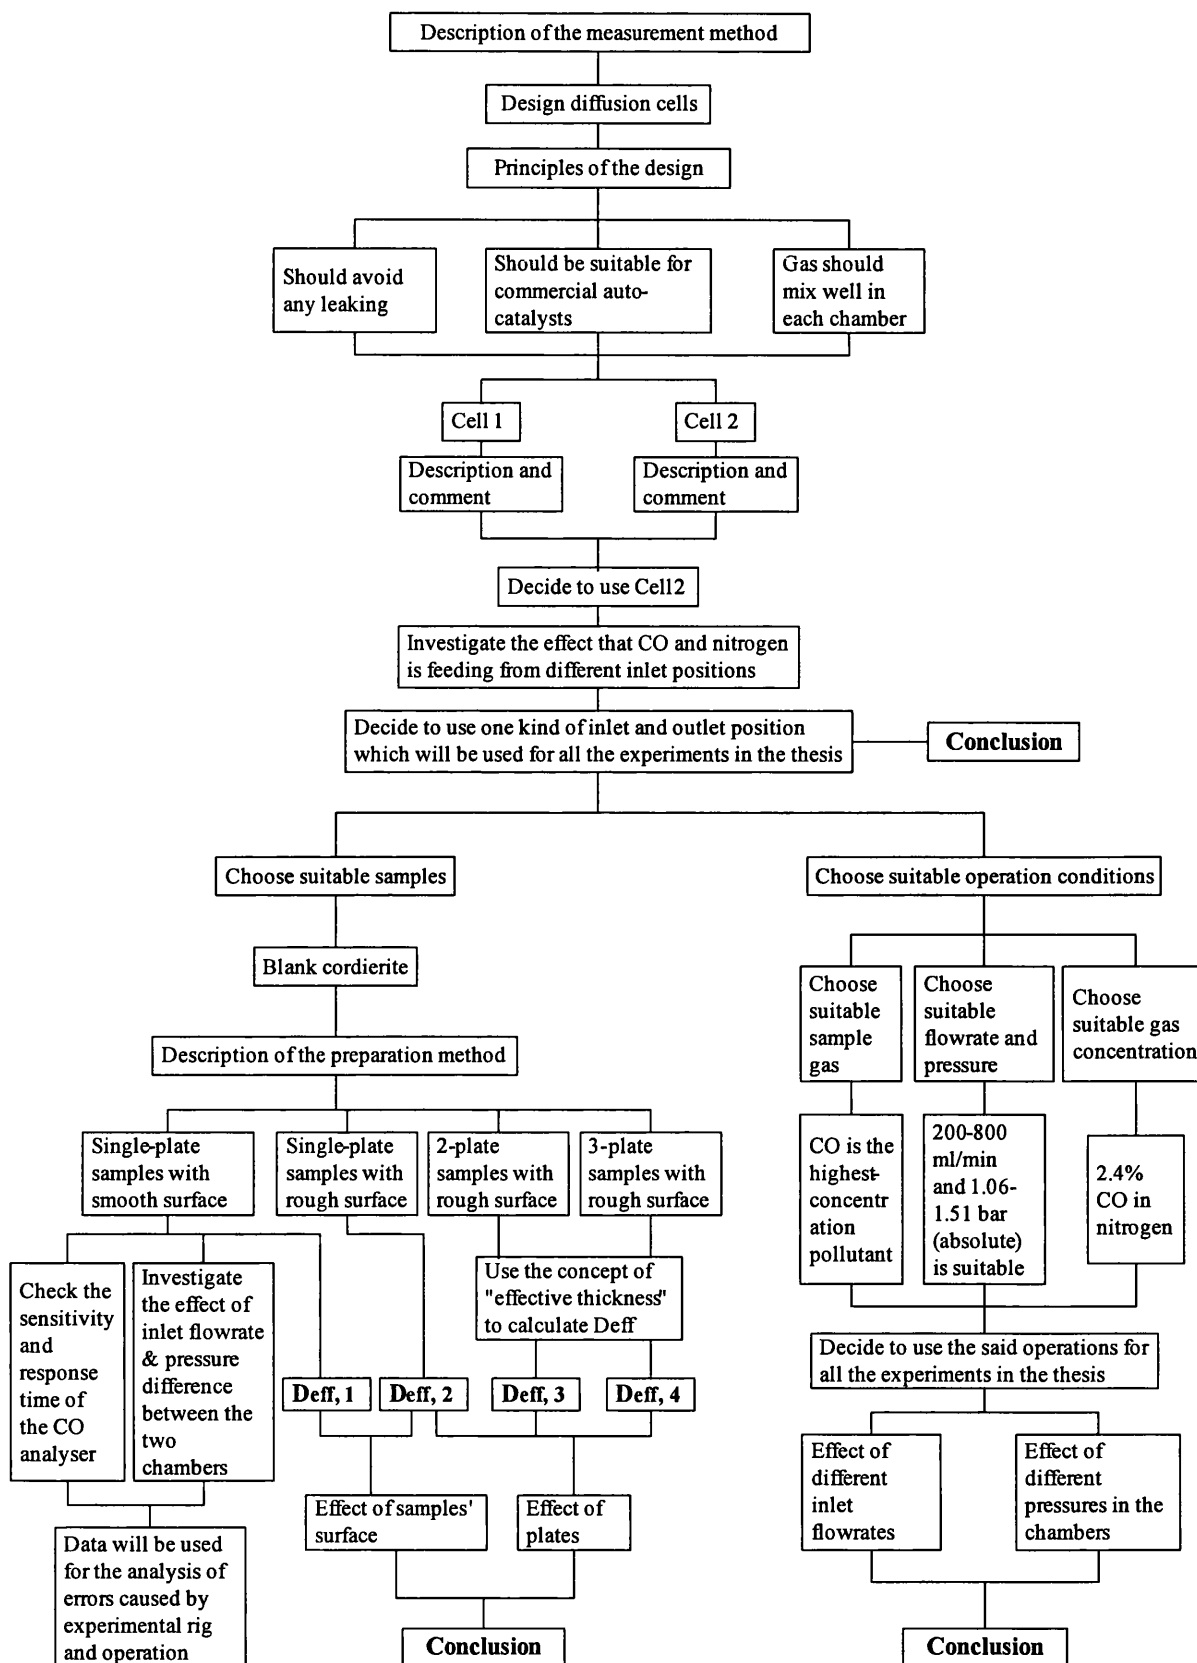 Description of the measurement method
Design diffusion cells
Principles of the design
Should avoid
any leaking
Should be suitable for
commercial auto-
catalysts
Gas should
mix well in
each chamber
Cell 1
Cell 2
Description and
comment
Description and
comment
Decide to use Cell2
Investigate the effect that CO and nitrogen
is feeding from different inlet positions
Decide to use one kind of inlet and outlet position
which will be used for all the experiments in the thesis
Conclusion
Choose suitable samples
Choose suitable operation conditions
Blank cordierite
Description of the preparation method
Choose
suitable
sample
gas
Choose
suitable
flowrate and
pressure
Choose
suitable gas
concentration
Single-plate
samples with
smooth surface
Single-plate
samples with
rough surface
2-plate
samples with
rough surface
3-plate
samples with
rough surface
CO is the
highest-
concentr
ation
pollutant
200-800
ml/min
and 1.06-
1.51 bar
(absolute)
is suitable
2.4%
CO in
nitrogen
Check the
sensitivity
and
response
time of
the CO
analyser
Investigate
the effect of
inlet flowrate
& pressure
difference
between the
two
chambers
Use the concept of
"effective thickness"
to calculate Deff
Deff, 1
Deff, 2
Deff, 3
Deff, 4
Decide to use the said operations for
all the experiments in the thesis
Effect of samples'
surface
Effect of
plates
Effect of
different
inlet
flowrates
Effect of
different
pressures in the
chambers
Data will be used
for the analysis of
errors caused by
experimental rig
and operation
Conclusion
Conclusion